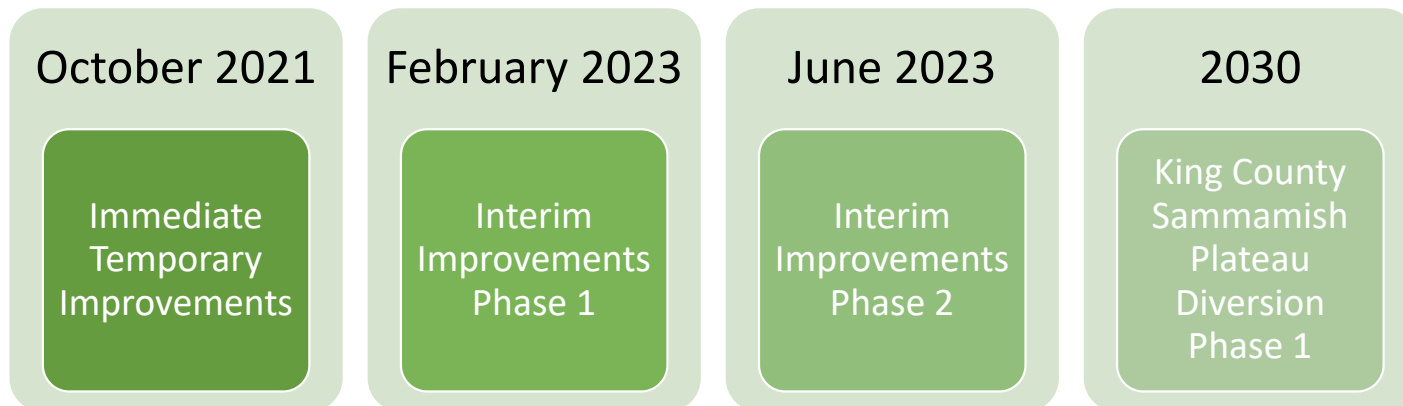 October 2021
Immediate
Temporary
Improvements
February 2023
Interim
Improvements
Phase 1
June 2023
Interim
Improvements
Phase 2
2030
King County
Sammamish
Plateau
Diversion
Phase 1